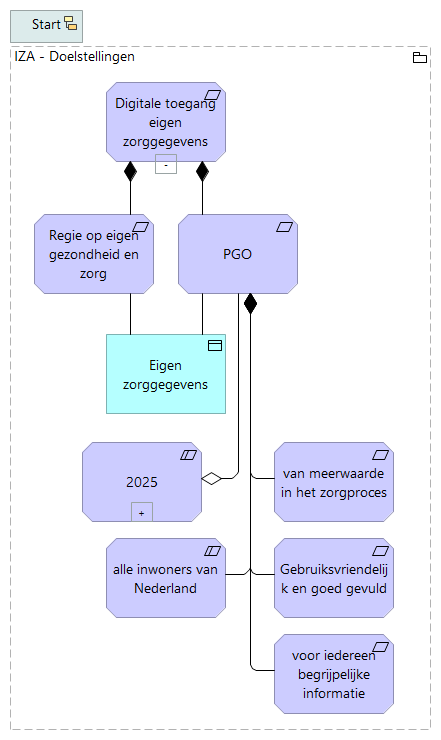 Start
IZA - Doelstellingen
Digitale toegang
eigen
zorggegevens
-
Regie op eigen
gezondheid en
zorg
PGO
Eigen
zorggegevens
2025
+
van meerwaarde
in het zorgproces
alle inwoners van
Nederland
Gebruiksvriendelij
k en goed gevuld
voor iedereen
begrijpelijke
informatie